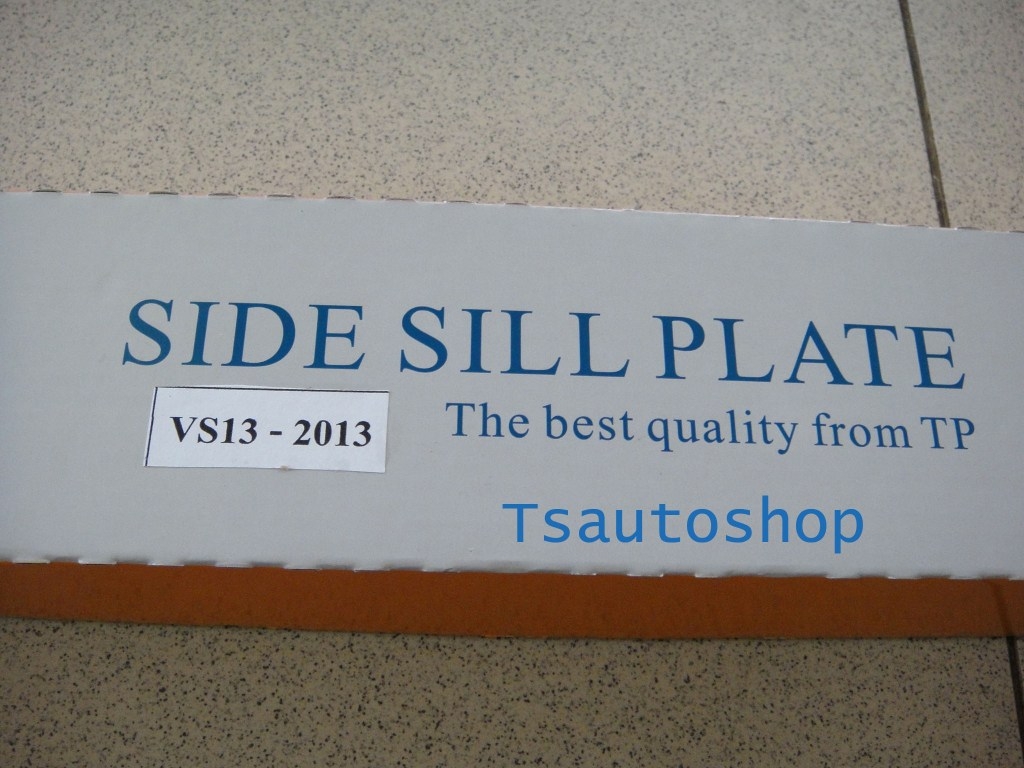 SIDE SILL PLATE
VS13 - 2013
The best quality from TP
Tsautoshop